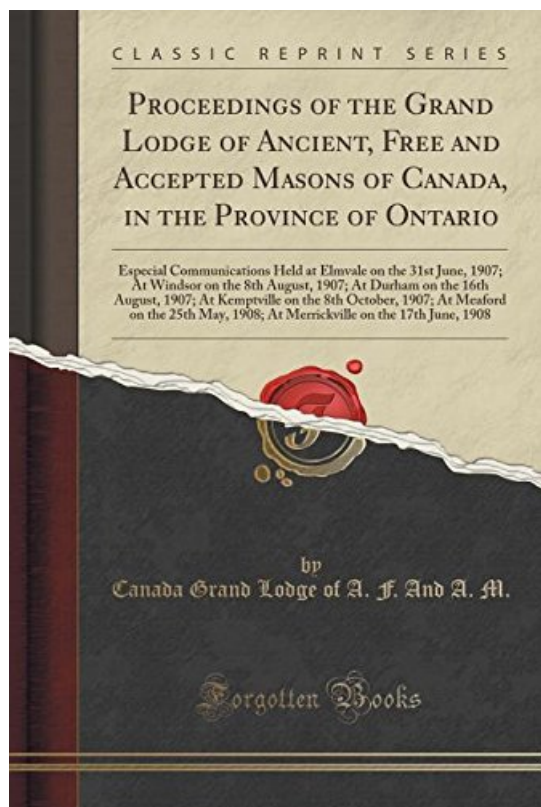 CLASSIC REPRINT SERIES
PROCEEDINGS OF THE GRAND
LODGE OF ANCIENT, FREE AND
ACCEPTED MASONS OF CANADA,
IN THE PROVINCE OF ONTARIO
Especial Communications Held at Elmvale on the 31st June, 1907;
At Windsor on the 8th August, 1907; At Durham on the 16th
August, 1907; At Kemptville on the 8th October, 1907; At Meaford
on the 25th May, 1908; At Merrickville on the 17th June, 1908
by
Canada Grand Lodge of A. F. And A. M.
Forgotten Books